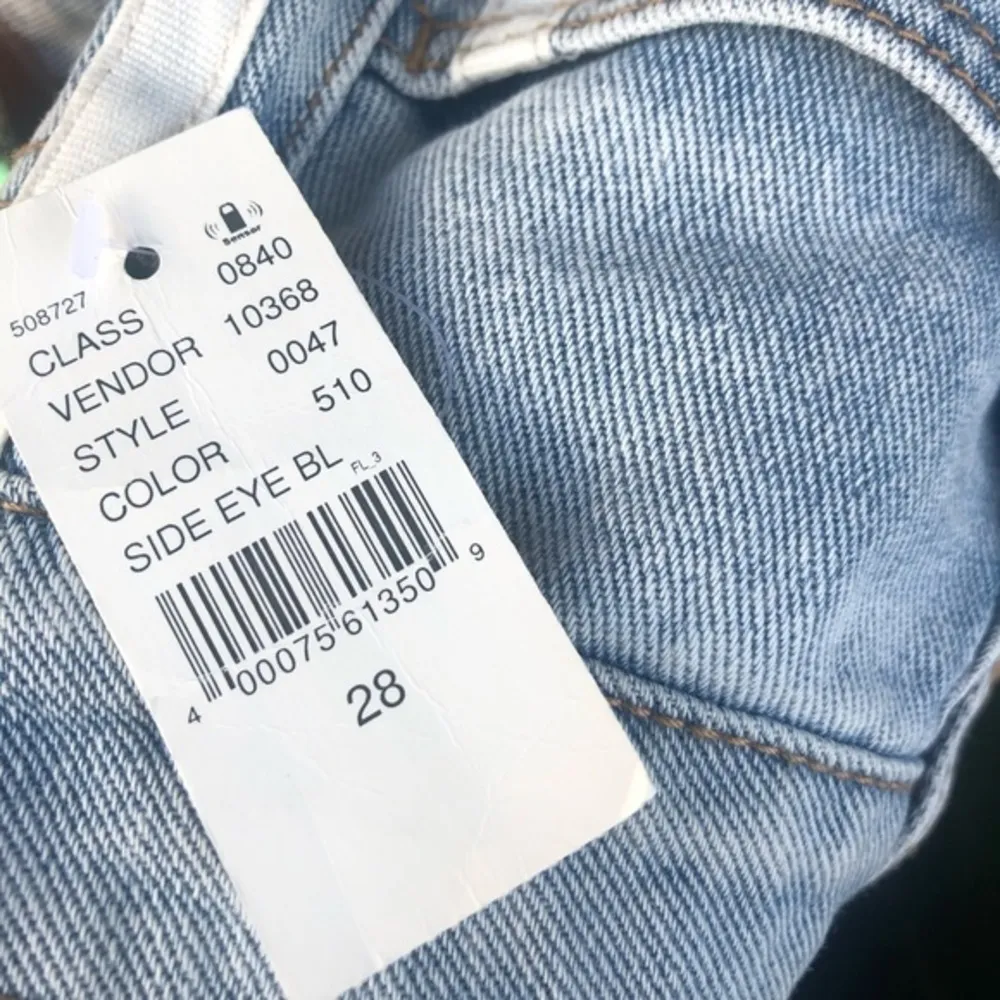 Sensor
508727
CLASS 0840
VENDOR 10368
STYLE 0047
COLOR 510
SIDE EYE BL FL_3
4 00075 61350 9
28